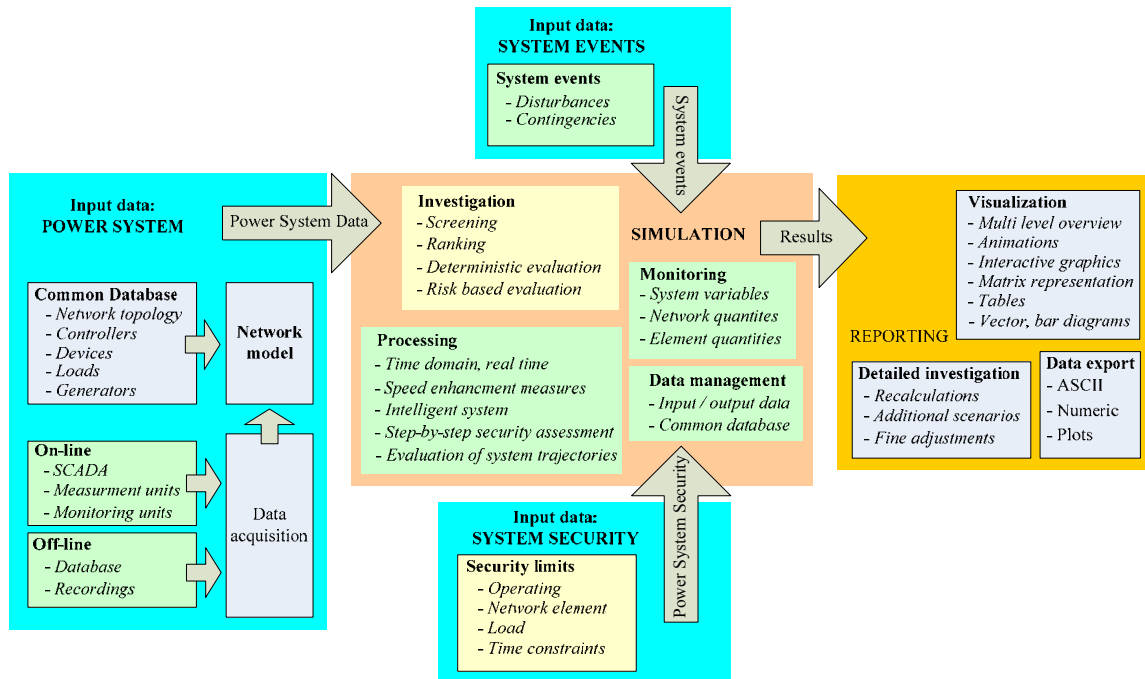 Input data:
SYSTEM EVENTS
System events
- Disturbances
- Contingencies
System events
Input data:
POWER SYSTEM
Power System Data
Common Database
- Network topology
- Controllers
- Devices
- Loads
- Generators
Network
model
On-line
- SCADA
- Measurment units
- Monitoring units
Off-line
- Database
- Recordings
Data
acquisition
Investigation
- Screening
- Ranking
- Deterministic evaluation
- Risk based evaluation
SIMULATION
Processing
- Time domain, real time
- Speed enhancment measures
- Intelligent system
- Step-by-step security assessment
- Evaluation of system trajectories
Monitoring
- System variables
- Network quantites
- Element quantities
Data management
- Input / output data
- Common database
Results
Visualization
- Multi level overview
- Animations
- Interactive graphics
- Matrix representation
- Tables
- Vector, bar diagrams
REPORTING
Detailed investigation
- Recalculations
- Additional scenarios
- Fine adjustments
Data export
- ASCII
- Numeric
- Plots
Input data:
SYSTEM SECURITY
Security limits
- Operating
- Network element
- Load
- Time constraints
Power System Security